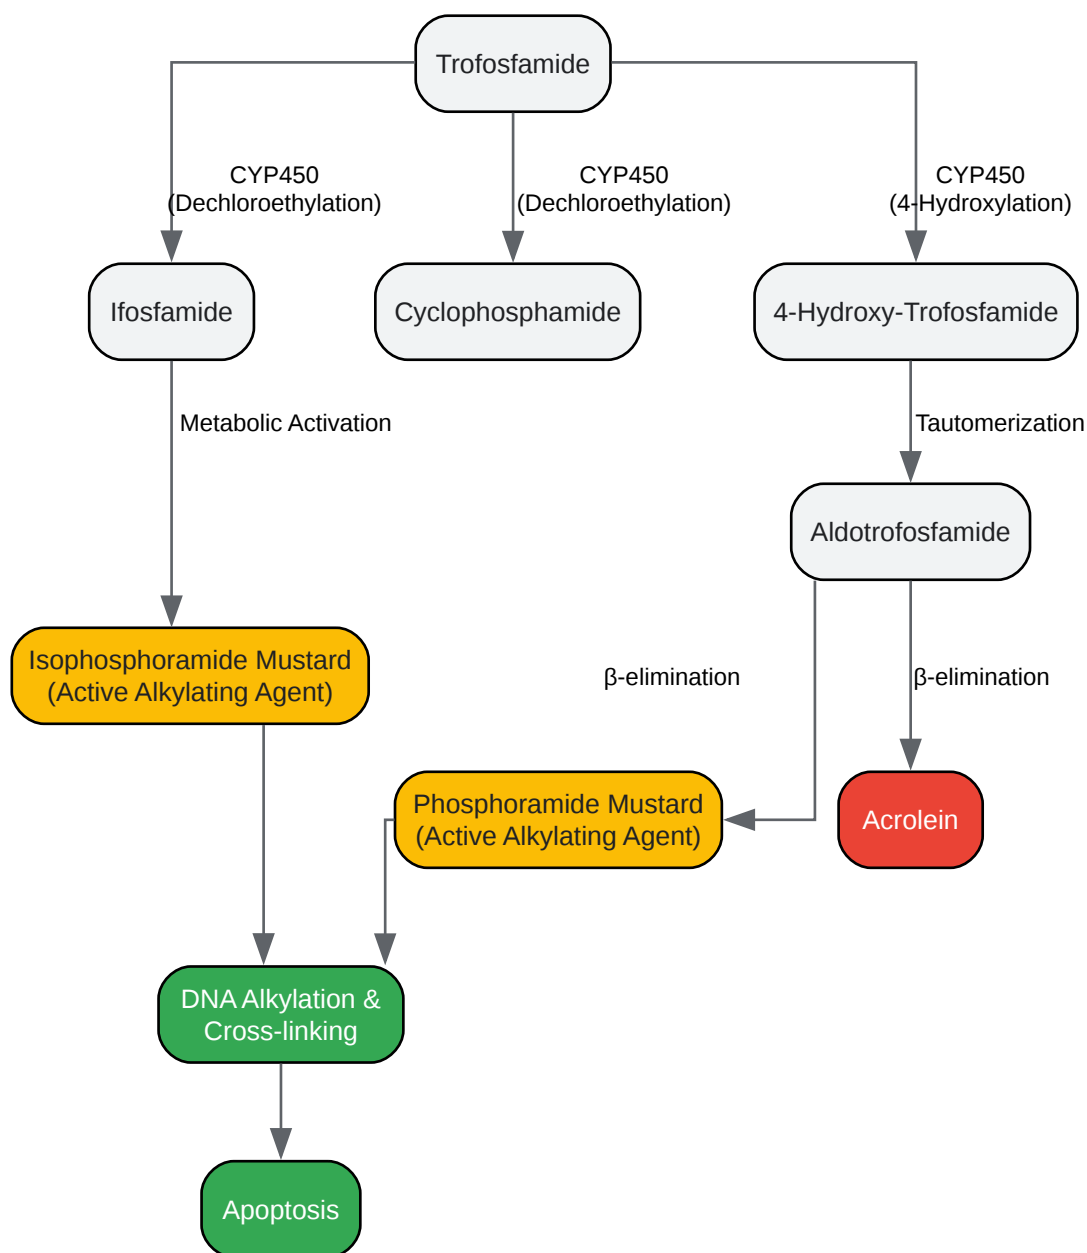 Trofosfamide
CYP450
(Dechloroethylation)
CYP450
(Dechloroethylation)
CYP450
(4-Hydroxylation)
Ifosfamide
Cyclophosphamide
4-Hydroxy-Trofosfamide
Metabolic Activation
Tautomerization
Aldotrofosfamide
Isophosphoramide Mustard
(Active Alkylating Agent)
β-elimination
β-elimination
Phosphoramide Mustard
(Active Alkylating Agent)
Acrolein
DNA Alkylation &
Cross-linking
Apoptosis